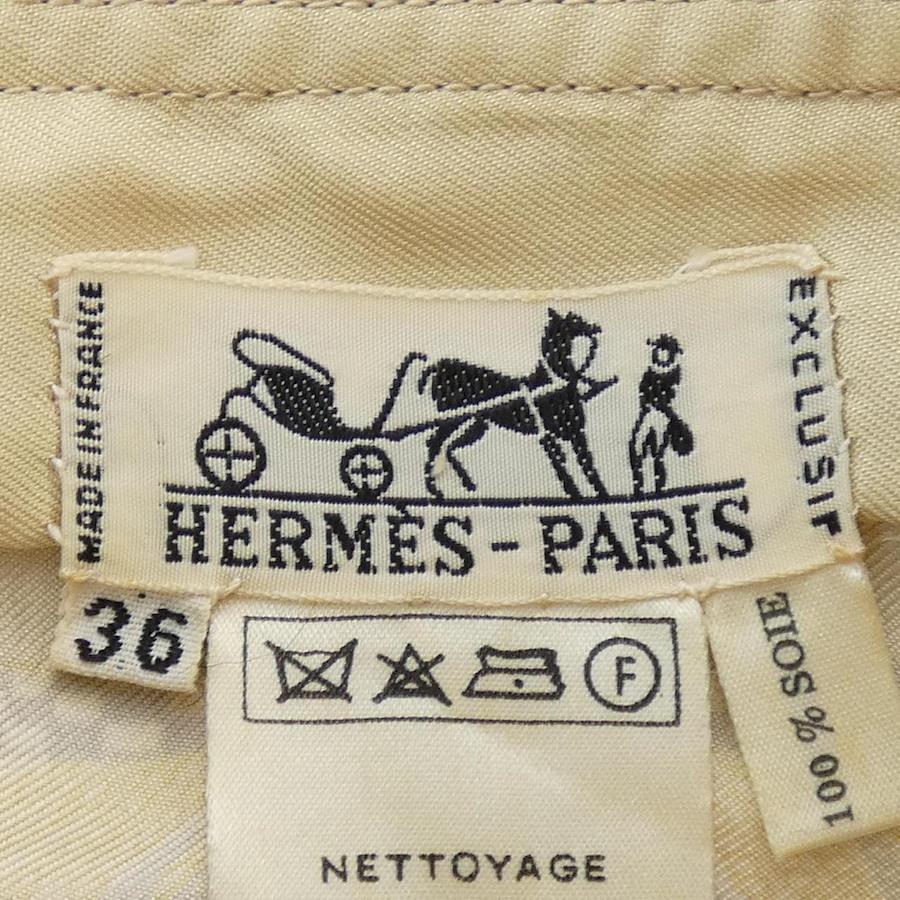 MADE IN FRANCE
HERMÈS-PARIS
EXCLUSIF
36
F
100 % SOIE
NETTOYAGE